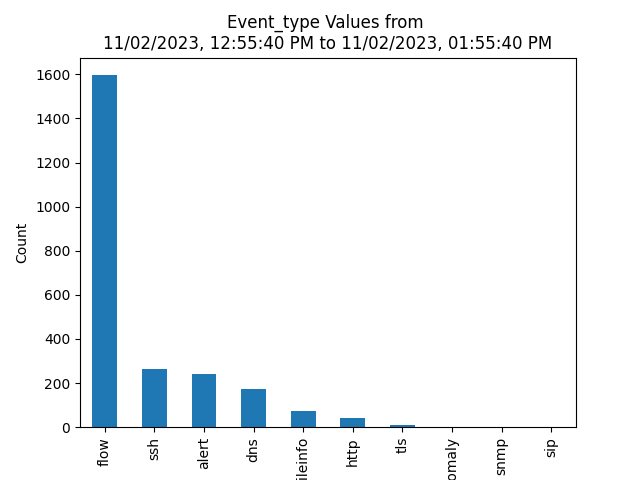 Event_type Values from
11/02/2023, 12:55:40 PM to 11/02/2023, 01:55:40 PM
1600
1400
1200
1000
800
600
400
200
0
Count
flow
ssh
alert
dns
ileinfo
http
tls
omaly
snmp
sip